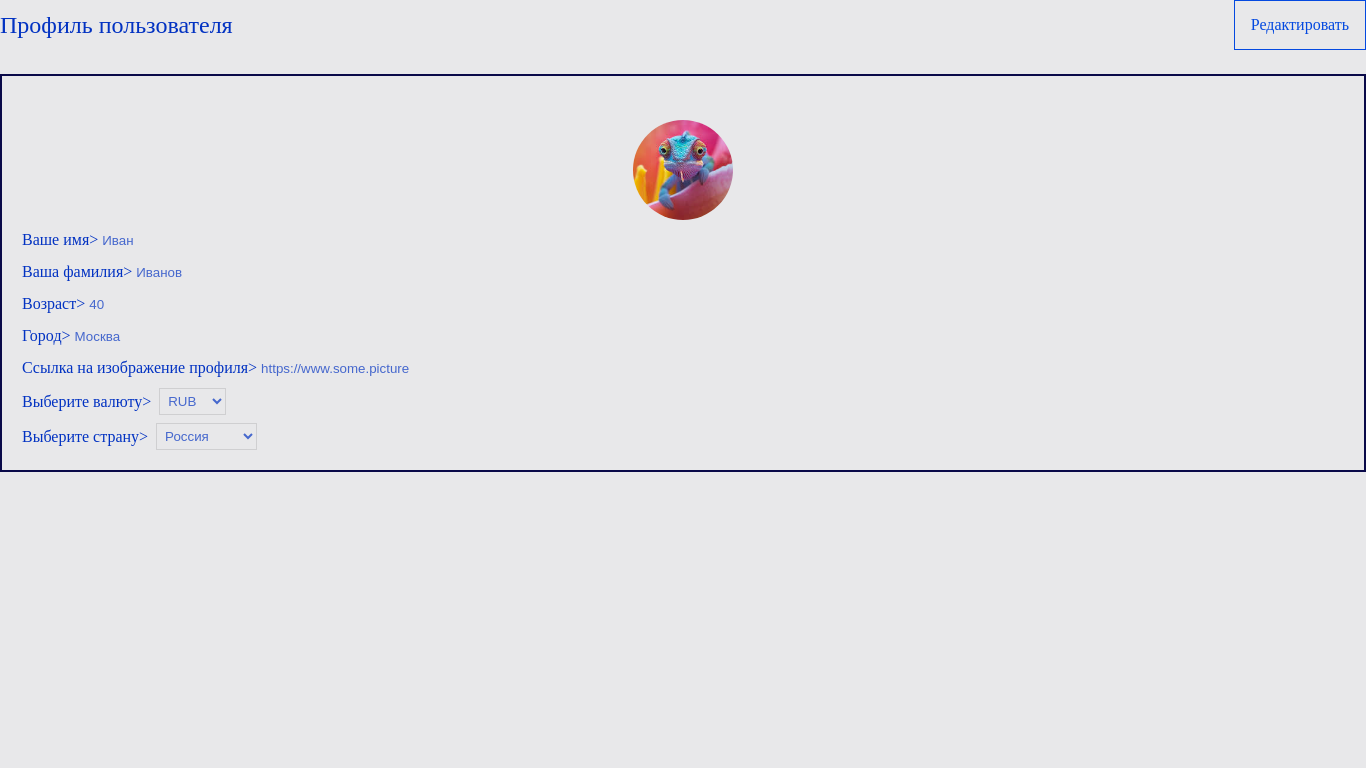 Профиль пользователя
Редактировать
Ваше имя> Иван
Ваша фамилия> Иванов
Возраст> 40
Город> Москва
Ссылка на изображение профиля> https://www.some.picture
Выберите валюту> RUB
Выберите страну> Россия